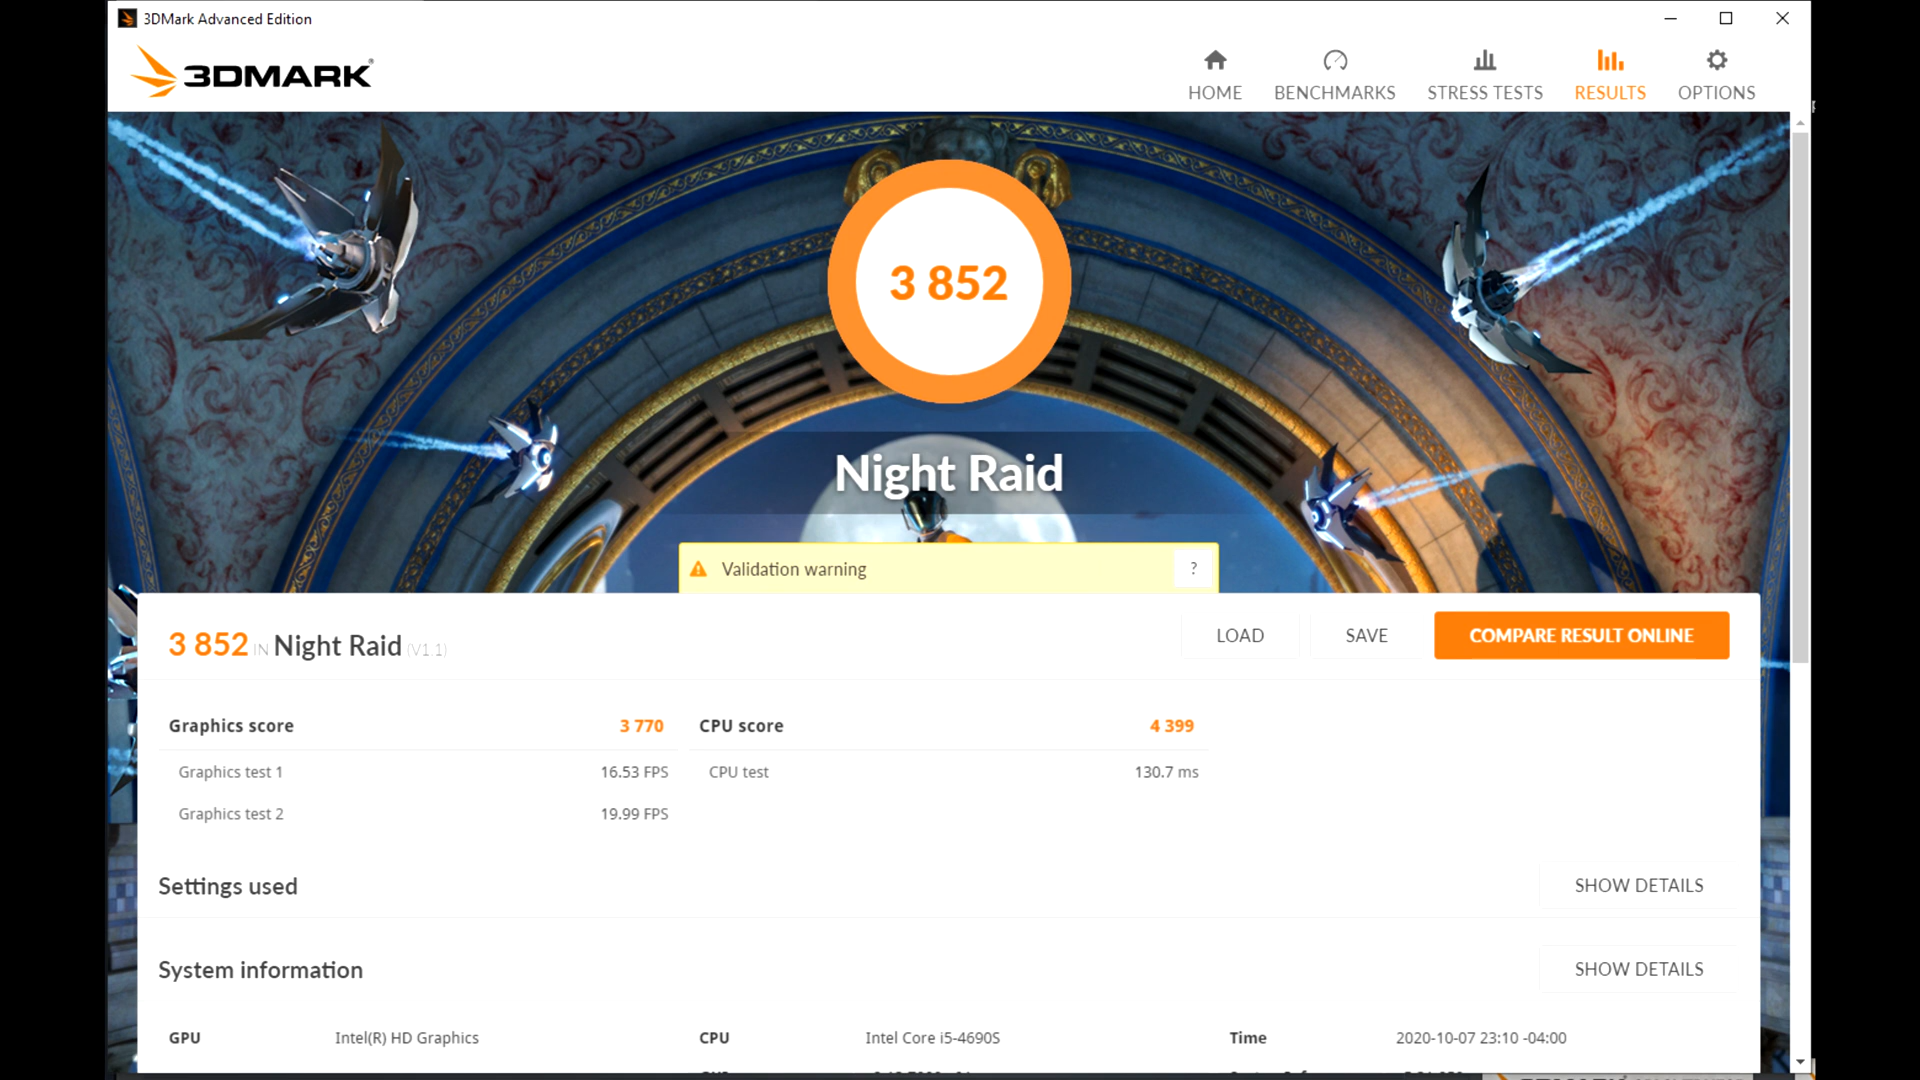 3DMark Advanced Edition
3DMARK
HOME BENCHMARKS STRESS TESTS RESULTS OPTIONS
3 852
Night Raid
Validation warning ?
3 852 IN Night Raid (V1.1)
LOAD SAVE COMPARE RESULT ONLINE
Graphics score 3 770 CPU score 4 399
Graphics test 1 16.53 FPS CPU test 130.7 ms
Graphics test 2 19.99 FPS
Settings used SHOW DETAILS
System information SHOW DETAILS
GPU Intel(R) HD Graphics CPU Intel Core i5-4690S Time 2020-10-07 23:10 -04:00